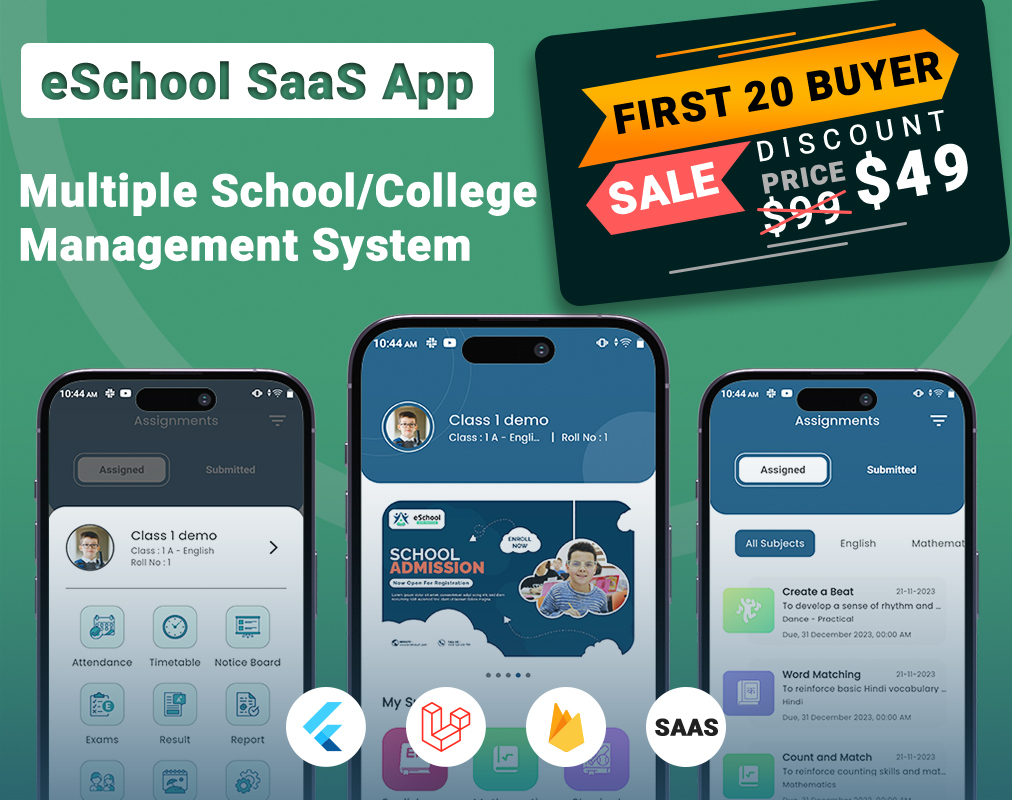 eSchool SaaS App
Multiple School/College
Management System
FIRST 20 BUYER
SALE
DISCOUNT
PRICE
$99
$49
10:44 AM
Assignments
Assigned
Submitted
Class 1 demo
Class : 1 A - English
Roll No : 1
Attendance
Timetable
Notice Board
Exams
Result
Report
10:44 AM
Class 1 demo
Class : 1 A - Engli... | Roll No : 1
eSchool
ENROLL
NOW
SCHOOL
ADMISSION
Now Open For Registration
My
10:44 AM
Assignments
Assigned
Submitted
All Subjects
English
Mathemat
Create a Beat
21-11-2023
To develop a sense of rhythm and ...
Dance - Practical
Due, 31 December 2023, 00:00 AM
Word Matching
21-11-2023
To reinforce basic Hindi vocabulary ...
Hindi
Due, 31 December 2023, 00:00 AM
Count and Match
21-11-2023
To reinforce counting skills and mat...
Mathematics
SAAS